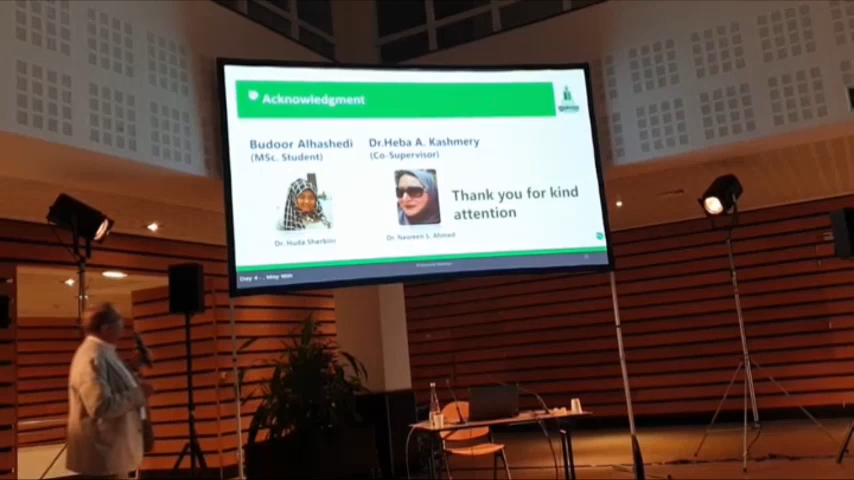 Acknowledgment
Budoor Alhashedi
(MSc. Student)
Dr.Heba A. Kashmery
(Co-Supervisor)
Dr. Huda Sherbini
Dr. Nasreen S. Ahmed
Thank you for kind
attention